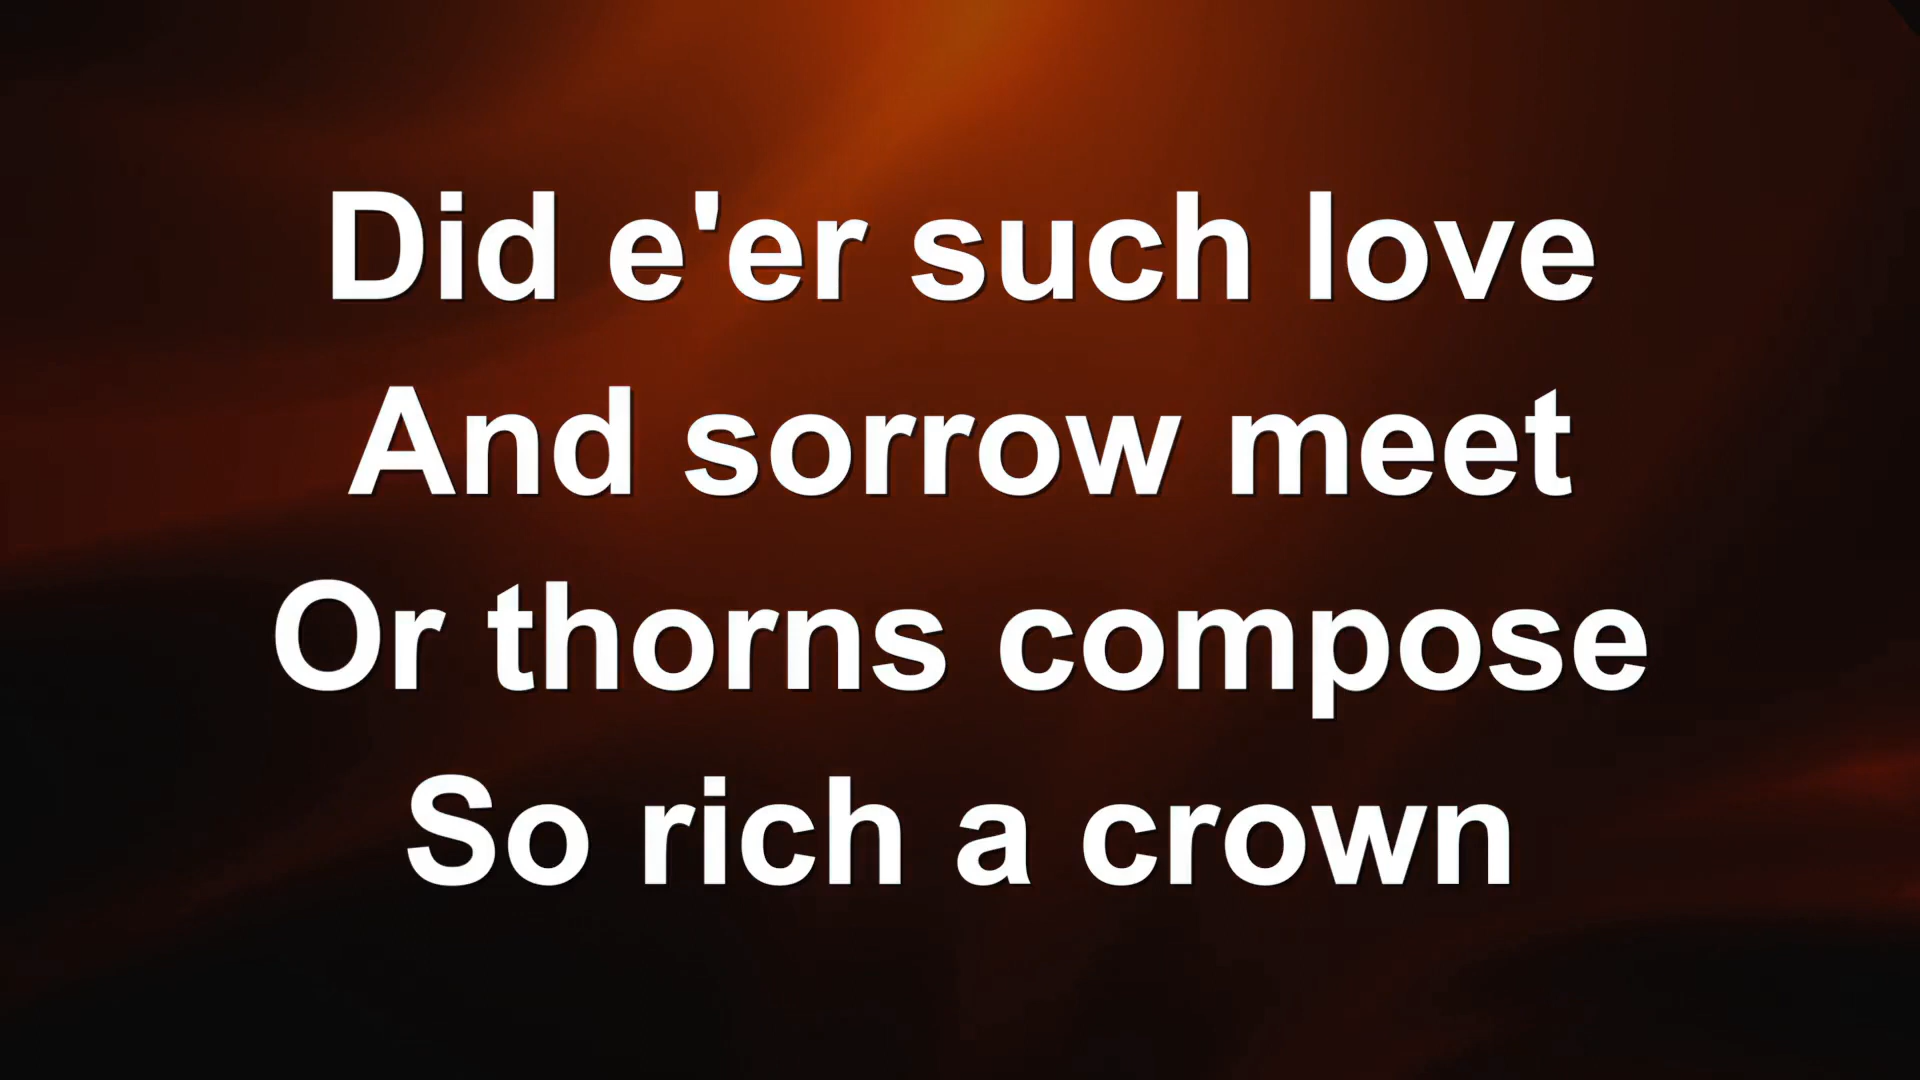 Did e'er such love
And sorrow meet
Or thorns compose
So rich a crown